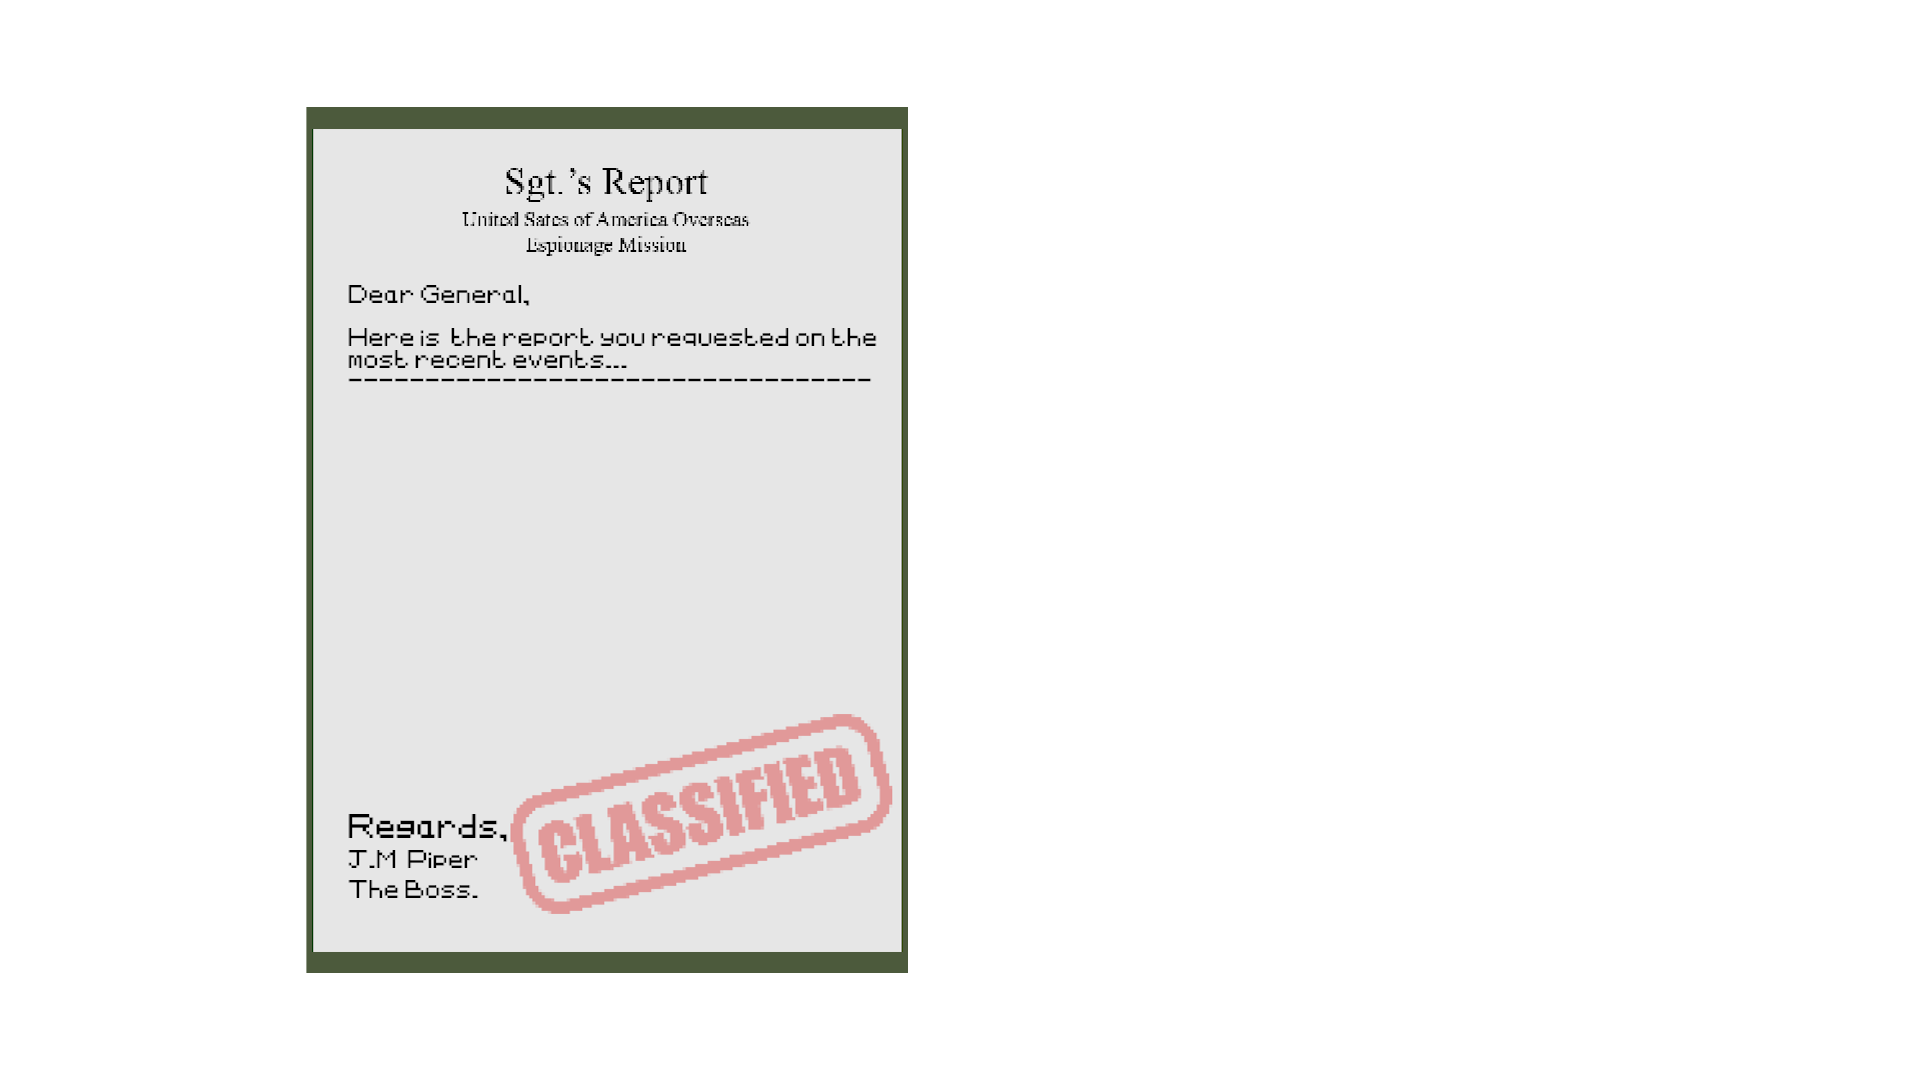 Sgt.’s Report
United Sates of America Overseas
Espionage Mission
Dear General,
Here is the report you requested on the
most recent events...
----------------------------------
Regards,
J.M Piper
The Boss.
CLASSIFIED